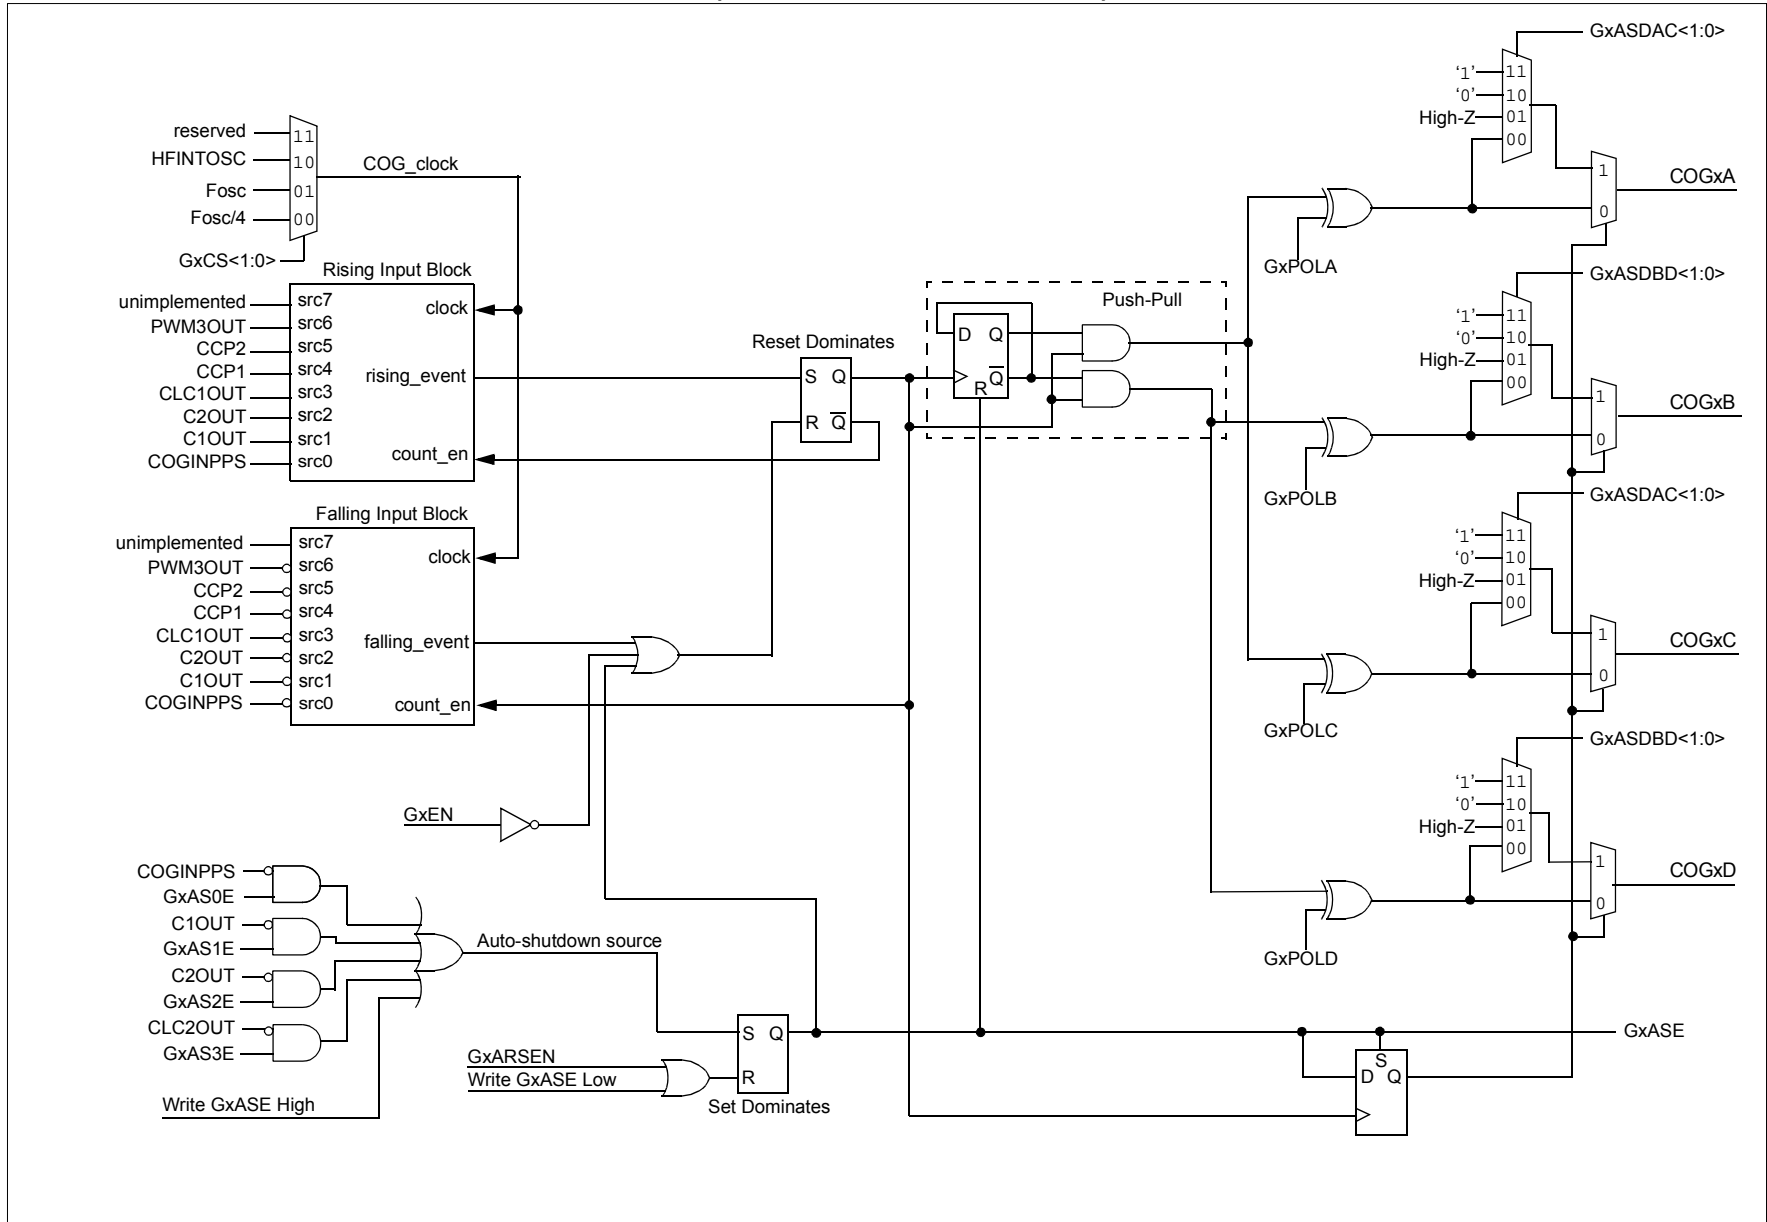 GxASDAC<1:0>
'1' 11
'0' 10
High-Z 01
00
1
0
COGxA
GxPOLA
reserved 11
HFINTOSC 10
Fosc 01
Fosc/4 00
COG_clock
GxCS<1:0>
Rising Input Block
unimplemented src7
PWM3OUT src6
CCP2 src5
CCP1 src4
CLC1OUT src3
C2OUT src2
C1OUT src1
COGINPPS src0
clock
rising_event
count_en
Reset Dominates
S Q
R Q
Push-Pull
D Q
Q
R
GxASDBD<1:0>
'1' 11
'0' 10
High-Z 01
00
1
0
COGxB
GxPOLB
Falling Input Block
unimplemented src7
PWM3OUT src6
CCP2 src5
CCP1 src4
CLC1OUT src3
C2OUT src2
C1OUT src1
COGINPPS src0
clock
falling_event
count_en
GxASDAC<1:0>
'1' 11
'0' 10
High-Z 01
00
1
0
COGxC
GxPOLC
GxASDBD<1:0>
'1' 11
'0' 10
High-Z 01
00
1
0
COGxD
GxPOLD
GxEN
COGINPPS
GxAS0E
C1OUT
GxAS1E
C2OUT
GxAS2E
CLC2OUT
GxAS3E
Auto-shutdown source
Write GxASE High
GxARSEN
Write GxASE Low
S Q
R
Set Dominates
GxASE
S
D Q